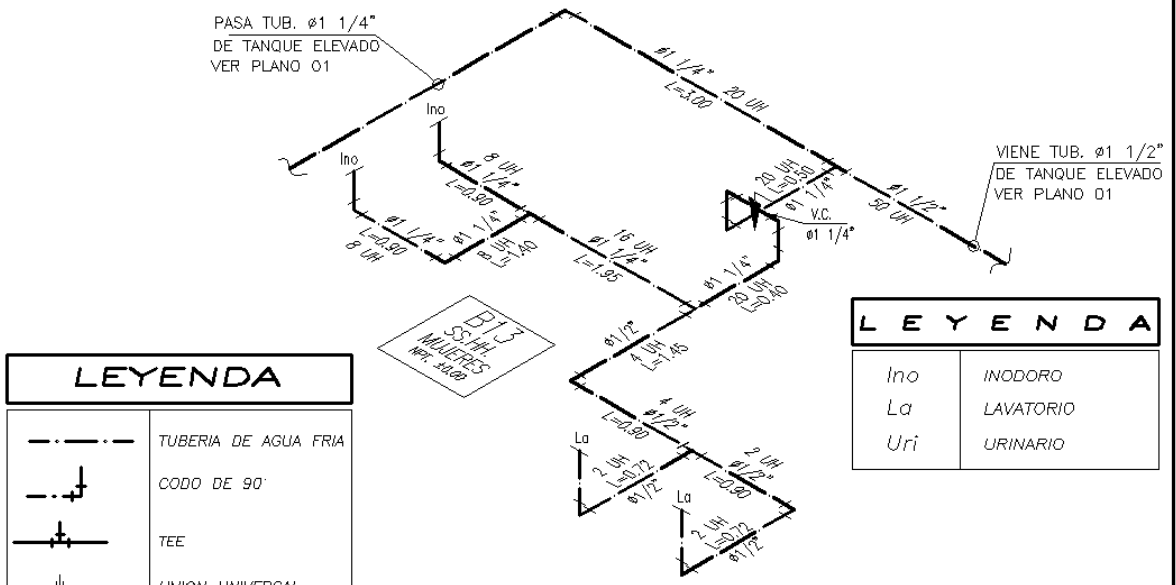 PASA TUB. ø1 1/4"
DE TANQUE ELEVADO
VER PLANO 01
ø1 1/4" 20 UH
L=3.00
Ino
Ino
8 UH
ø1 1/4"
L=0.90
ø1 1/4"
L=0.90
8 UH
ø1 1/4"
8 UH
L=1.40
16 UH
ø1 1/4"
L=1.95
20 UH
L=0.50
ø1 1/4"
V.C.
ø1 1/4"
VIENE TUB. ø1 1/2"
DE TANQUE ELEVADO
VER PLANO 01
ø1 1/2"
50 UH
ø1 1/4"
20 UH
L=0.40
B13
SS.HH.
MUJERES
NPT. ±0.00
ø1/2"
4 UH
L=1.45
4 UH
ø1/2"
L=0.90
La
2 UH
L=0.72
ø1/2"
2 UH
ø1/2"
L=0.90
La
2 UH
L=0.72
ø1/2"
LEYENDA
Ino INODORO
La LAVATORIO
Uri URINARIO
LEYENDA
TUBERIA DE AGUA FRIA
CODO DE 90°
TEE
UNION UNIVERSAL